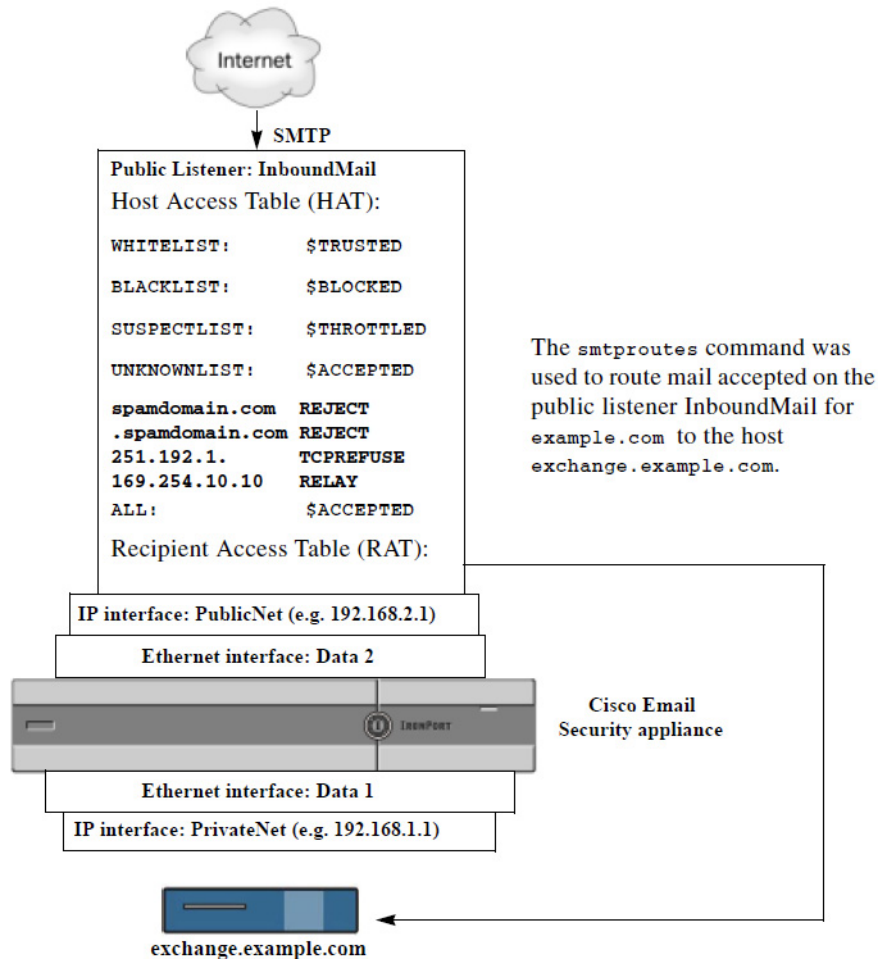 Internet
SMTP
Public Listener: InboundMail
Host Access Table (HAT):
WHITELIST: $TRUSTED
BLACKLIST: $BLOCKED
SUSPECTLIST: $THROTTLED
UNKNOWNLIST: $ACCEPTED
spamdomain.com REJECT
.spamdomain.com REJECT
251.192.1. TCPREFUSE
169.254.10.10 RELAY
ALL: $ACCEPTED
Recipient Access Table (RAT):
The smtproutes command was
used to route mail accepted on the
public listener InboundMail for
example.com to the host
exchange.example.com.
IP interface: PublicNet (e.g. 192.168.2.1)
Ethernet interface: Data 2
IRONPORT
Cisco Email
Security appliance
Ethernet interface: Data 1
IP interface: PrivateNet (e.g. 192.168.1.1)
exchange.example.com